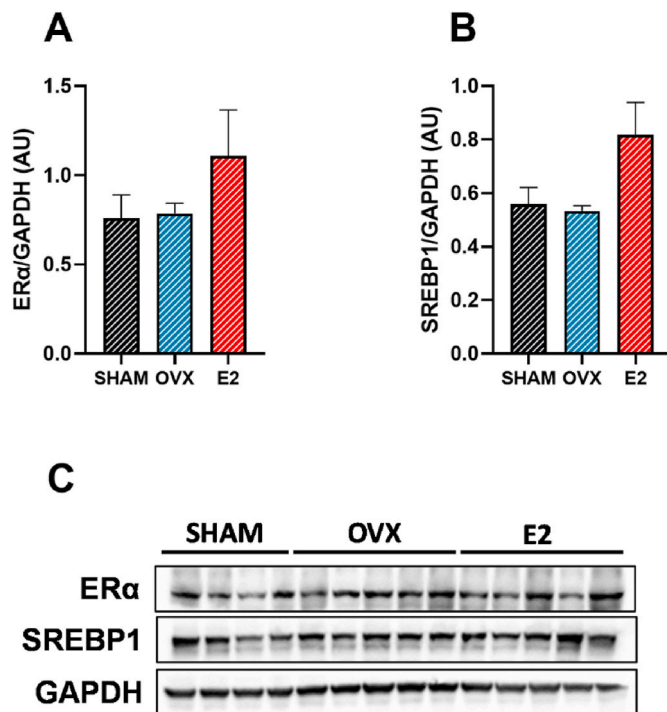 A
ERα/GAPDH (AU)
1.5
1.0
0.5
0.0
SHAM OVX E2
B
SREBP1/GAPDH (AU)
1.0
0.8
0.6
0.4
0.2
0.0
SHAM OVX E2
C
SHAM OVX E2
ERα
SREBP1
GAPDH